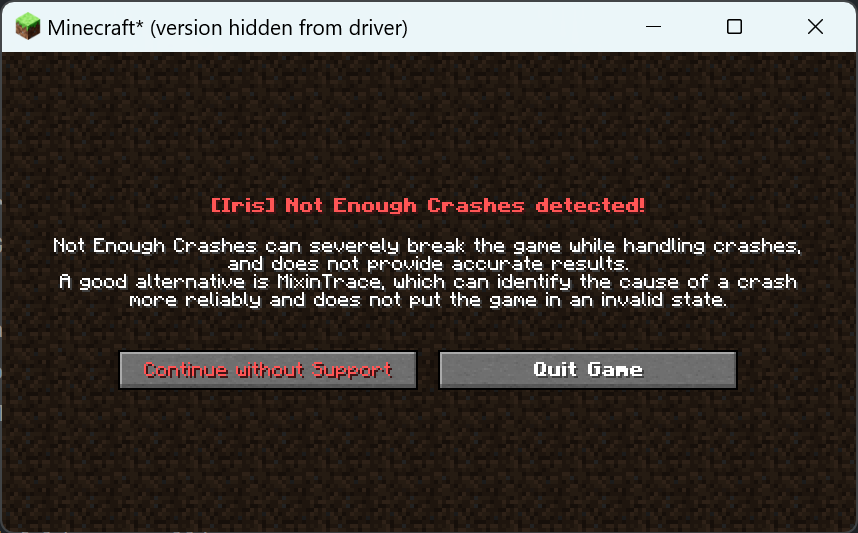 Minecraft* (version hidden from driver)
[Iris] Not Enough Crashes detected!
Not Enough Crashes can severely break the game while handling crashes,
and does not provide accurate results.
A good alternative is MixinTrace, which can identify the cause of a crash
more reliably and does not put the game in an invalid state.
Continue without Support
Quit Game